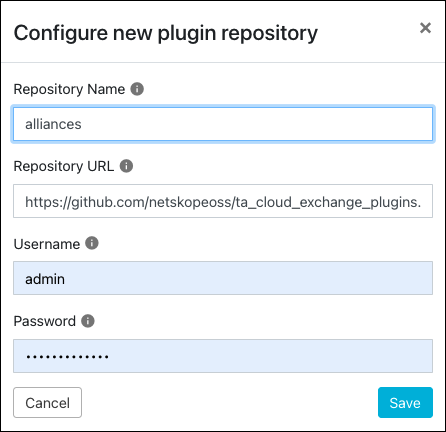 Configure new plugin repository
Repository Name
alliances
Repository URL
https://github.com/netskopeoss/ta_cloud_exchange_plugins.
Username
admin
Password
•••••••••••••
Cancel
Save